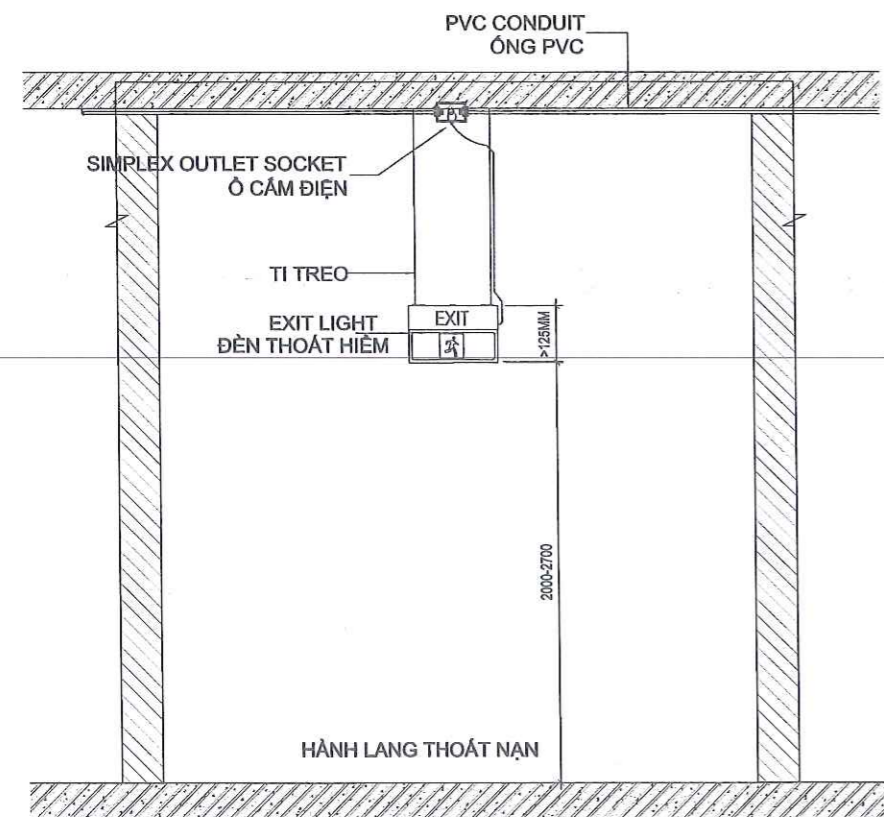 PVC CONDUIT
ỐNG PVC
SIMPLEX OUTLET SOCKET
Ổ CẮM ĐIỆN
TI TREO
EXIT
EXIT LIGHT
ĐÈN THOÁT HIỂM
>125MM
2000-2700
HÀNH LANG THOÁT NẠN